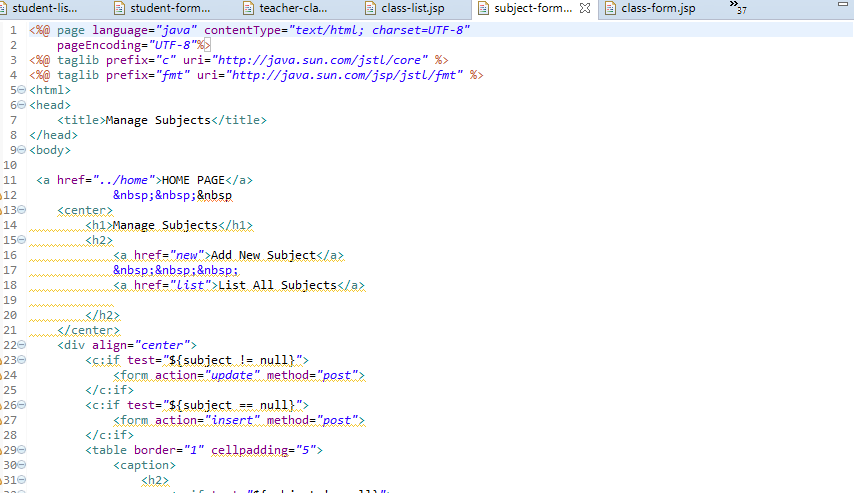 student-lis... student-form... teacher-cla... class-list.jsp subject-form... class-form.jsp »37
1 <%@ page language="java" contentType="text/html; charset=UTF-8"
2 pageEncoding="UTF-8"%>
3 <%@ taglib prefix="c" uri="http://java.sun.com/jstl/core" %>
4 <%@ taglib prefix="fmt" uri="http://java.sun.com/jsp/jstl/fmt" %>
5 <html>
6 <head>
7 <title>Manage Subjects</title>
8 </head>
9 <body>
10
11 <a href="../home">HOME PAGE</a>
12 &nbsp;&nbsp;&nbsp
13 <center>
14 <h1>Manage Subjects</h1>
15 <h2>
16 <a href="new">Add New Subject</a>
17 &nbsp;&nbsp;&nbsp;
18 <a href="list">List All Subjects</a>
19
20 </h2>
21 </center>
22 <div align="center">
23 <c:if test="${subject != null}">
24 <form action="update" method="post">
25 </c:if>
26 <c:if test="${subject == null}">
27 <form action="insert" method="post">
28 </c:if>
29 <table border="1" cellpadding="5">
30 <caption>
31 <h2>